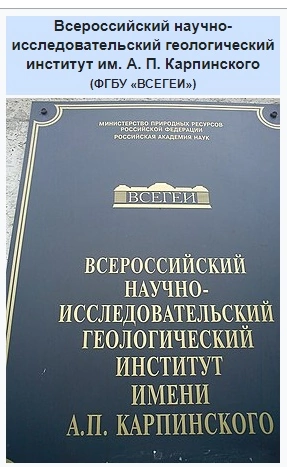 Всероссийский научно-
исследовательский геологический
институт им. А. П. Карпинского
(ФГБУ «ВСЕГЕИ»)
МИНИСТЕРСТВО ПРИРОДНЫХ РЕСУРСОВ
РОССИЙСКОЙ ФЕДЕРАЦИИ
РОССИЙСКАЯ АКАДЕМИЯ НАУК
ВСЕГЕИ
ВСЕРОССИЙСКИЙ
НАУЧНО-
ИССЛЕДОВАТЕЛЬСКИЙ
ГЕОЛОГИЧЕСКИЙ
ИНСТИТУТ
ИМЕНИ
А.П. КАРПИНСКОГО